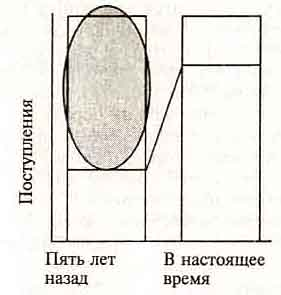 Поступления
Пять лет
назад
В настоящее
время